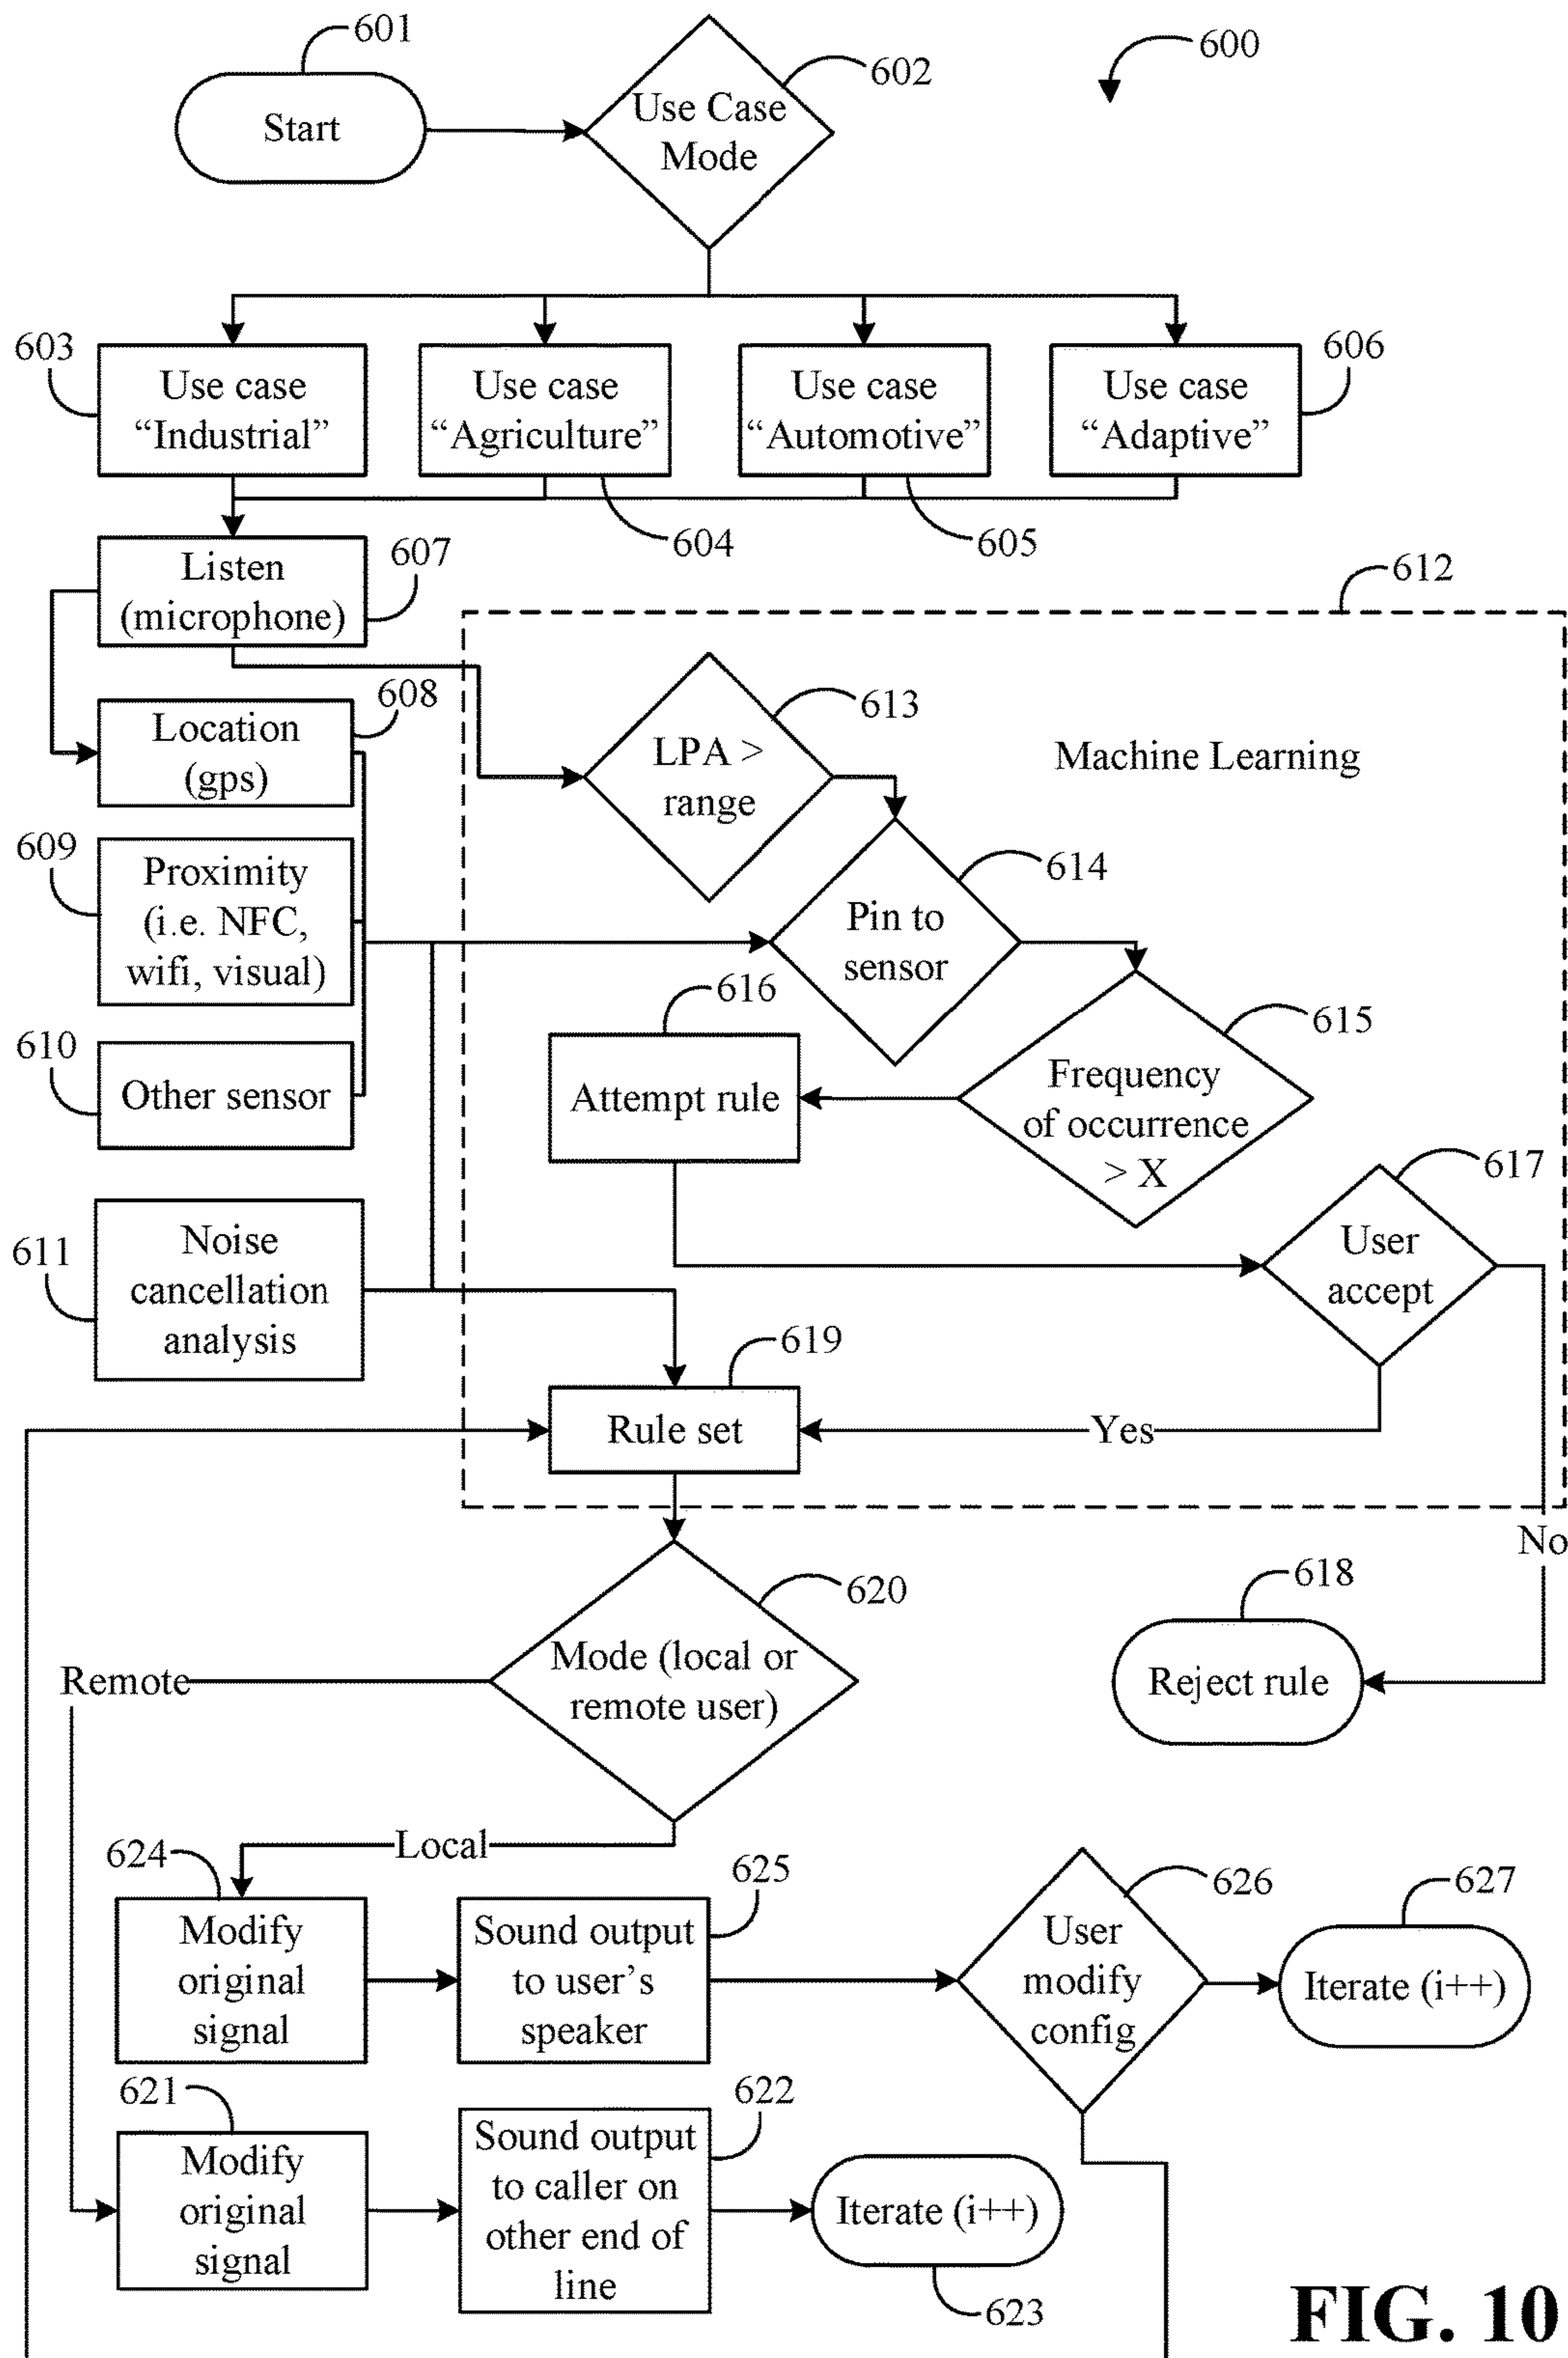 601
Start
602
Use Case
Mode
600
603
Use case
“Industrial”
Use case
“Agriculture”
Use case
“Automotive”
606
Use case
“Adaptive”
604
605
Listen
(microphone)
607
612
Location
(gps)
608
LPA >
range
613
Machine Learning
609
Proximity
(i.e. NFC,
wifi, visual)
Pin to
sensor
614
616
615
610
Other sensor
Attempt rule
Frequency
of occurrence
> X
617
611
Noise
cancellation
analysis
User
accept
619
Rule set
Yes
No
620
618
Mode (local or
remote user)
Remote
Reject rule
Local
624
Modify
original
signal
625
Sound output
to user’s
speaker
626
User
modify
config
627
Iterate (i++)
621
Modify
original
signal
622
Sound output
to caller on
other end of
line
Iterate (i++)
623
FIG. 10